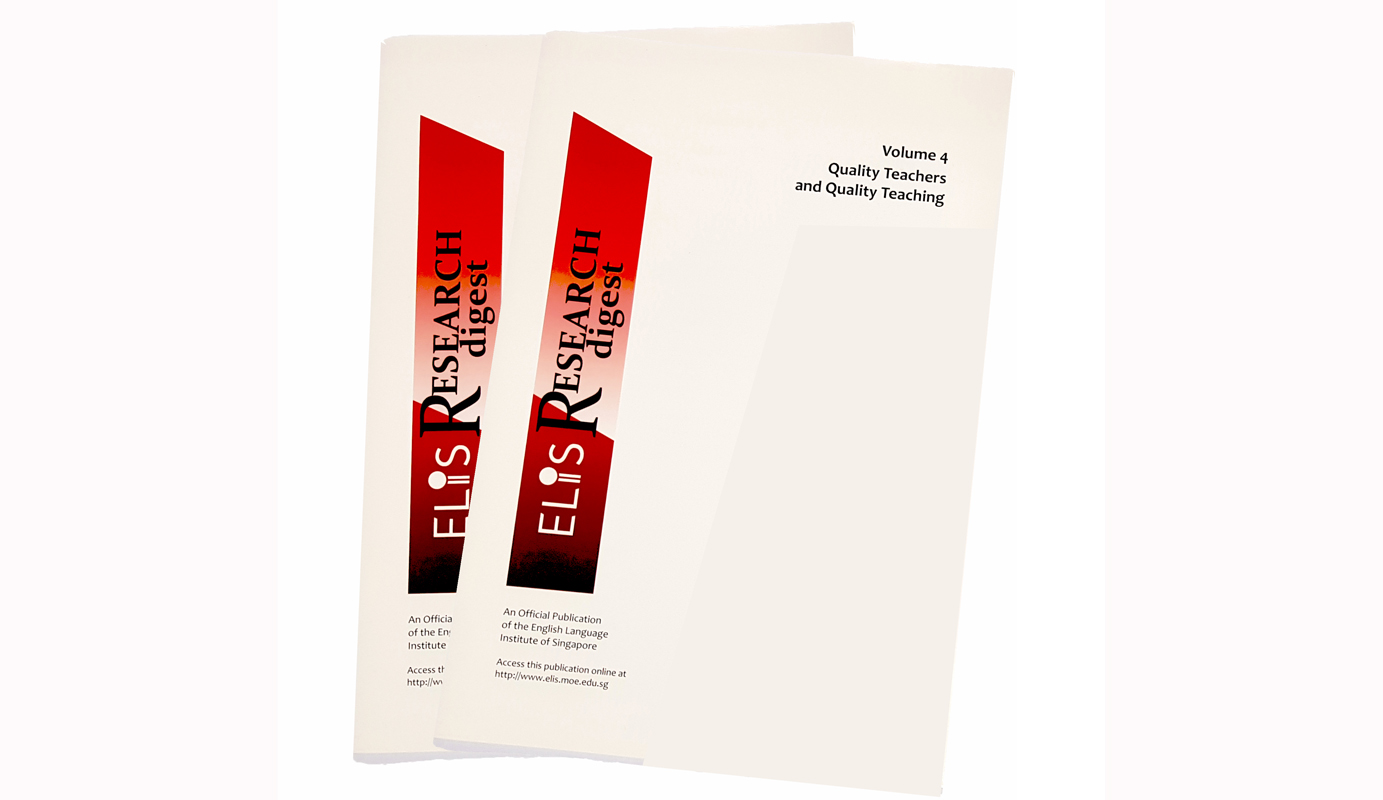 ELiS RESEARCH
digest
An Officia
of the En
Institute
Access th
http://w
ELiS RESEARCH
digest
Volume 4
Quality Teachers
and Quality Teaching
An Official Publication
of the English Language
Institute of Singapore
Access this publication online at
http://www.elis.moe.edu.sg